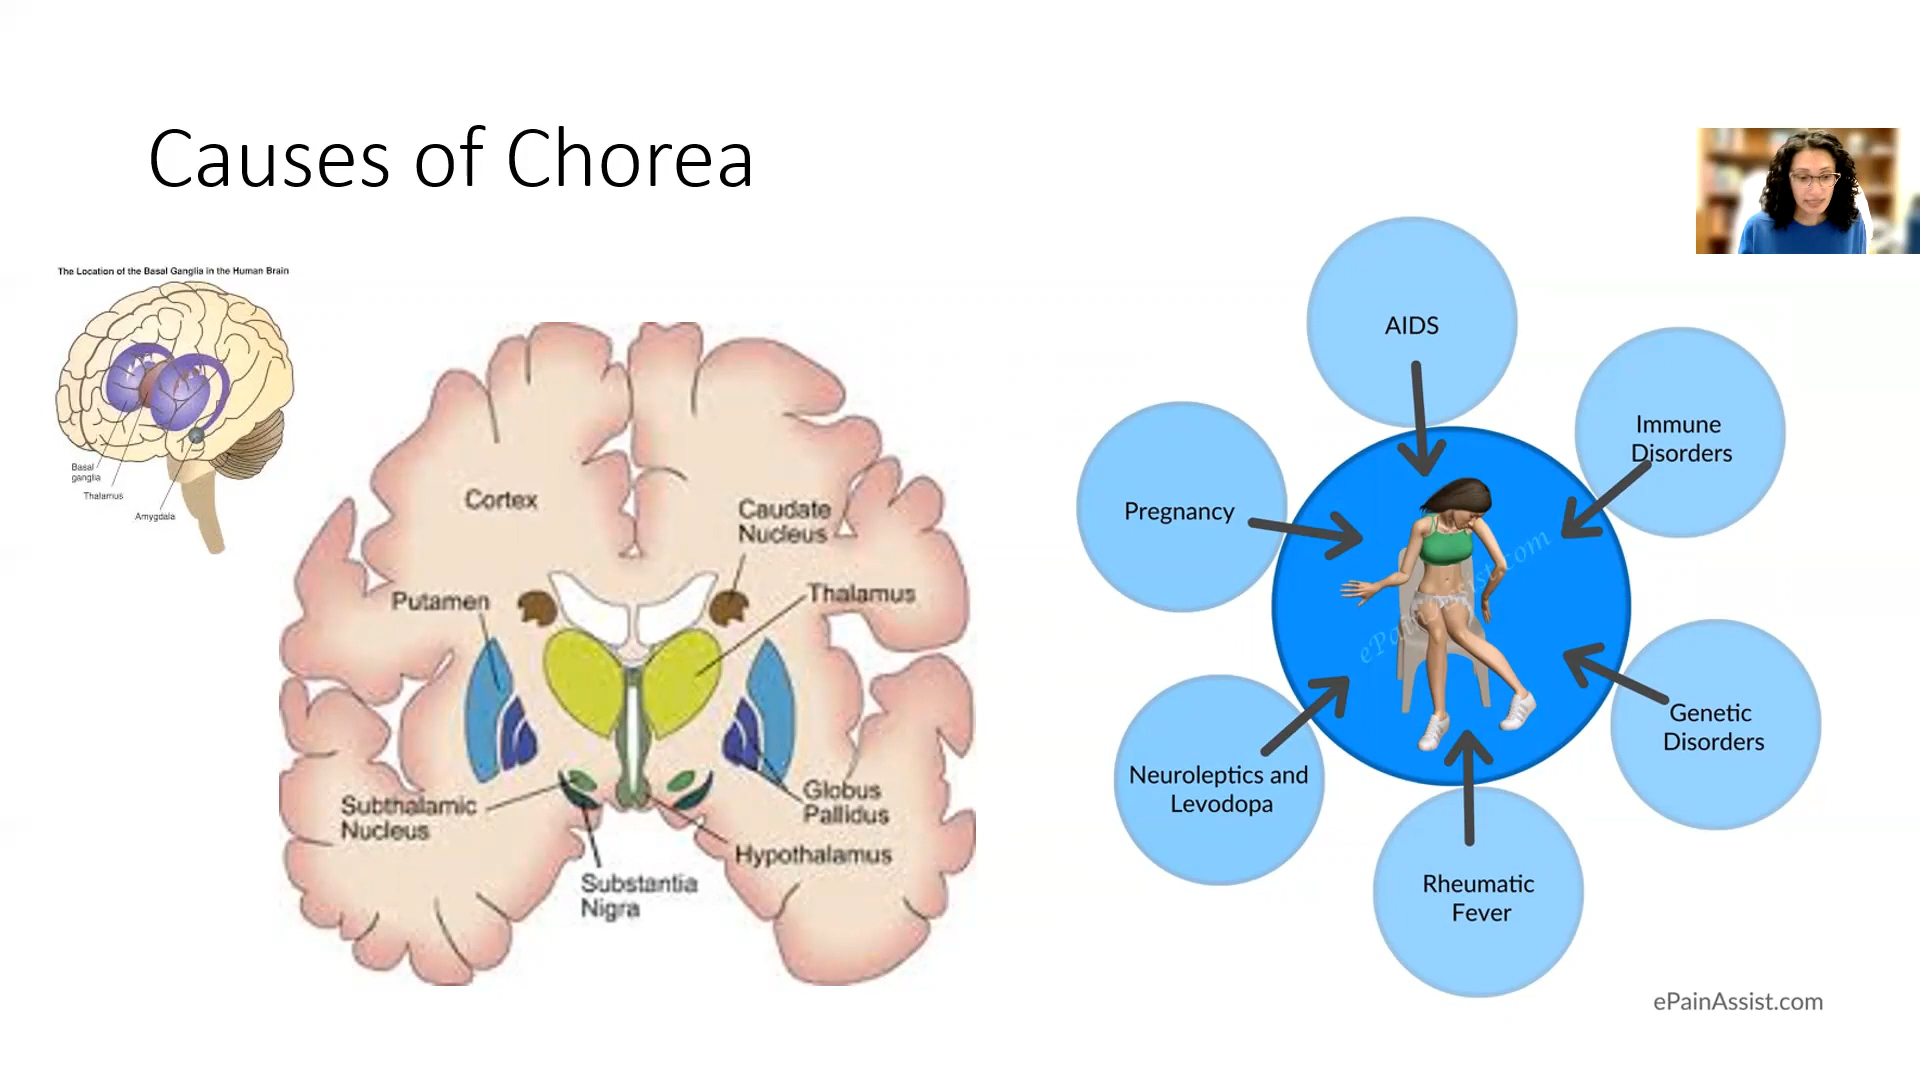 Causes of Chorea
The Location of the Basal Ganglia in the Human Brain
Basal
ganglia
Thalamus
Amygdala
Cortex
Caudate
Nucleus
Putamen
Thalamus
Subthalamic
Nucleus
Globus
Pallidus
Hypothalamus
Substantia
Nigra
AIDS
Immune
Disorders
Pregnancy
Genetic
Disorders
Neuroleptics and
Levodopa
Rheumatic
Fever
ePainAssist.com
ePainAssist.com